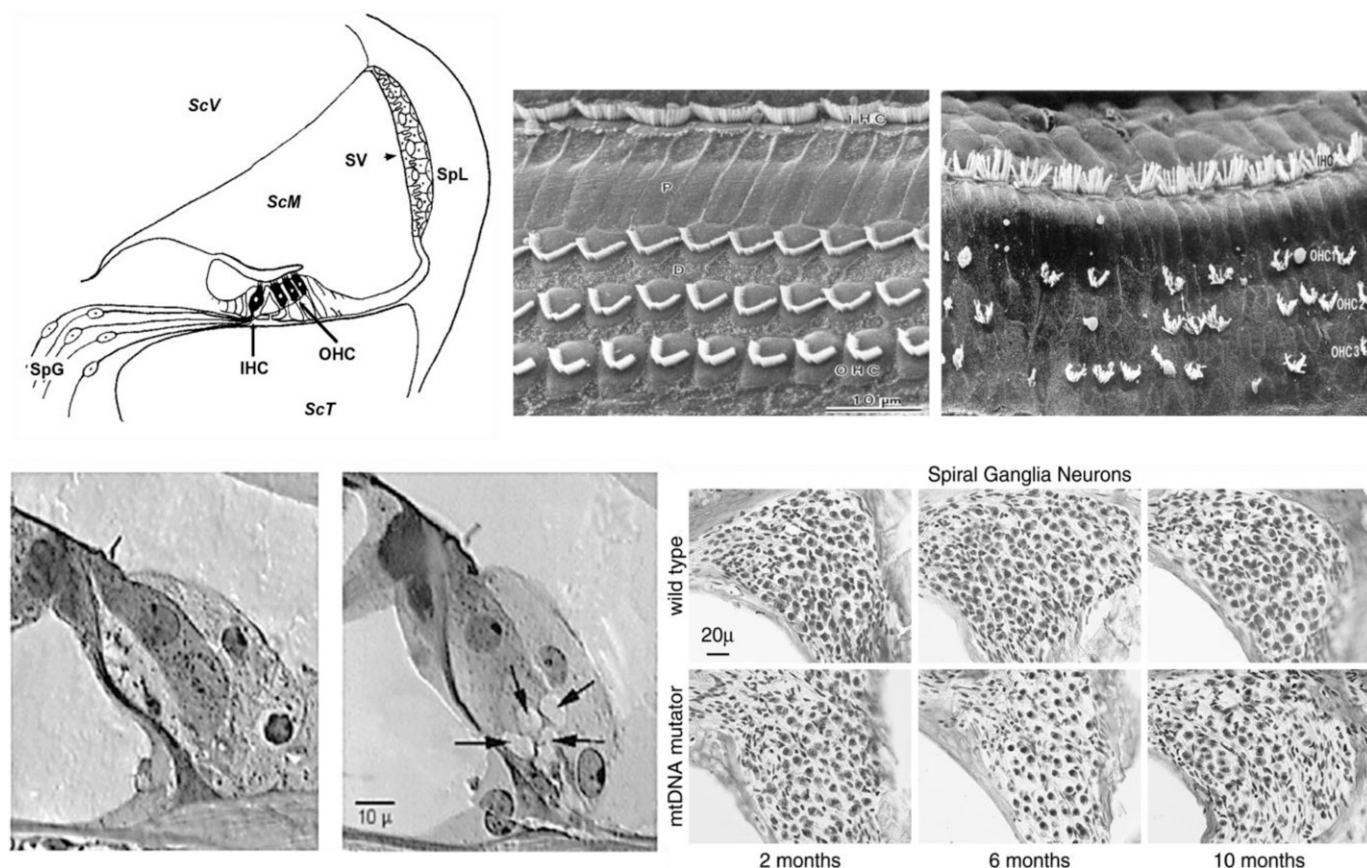 ScV
SV
SpL
ScM
SpG
IHC
OHC
ScT
IHC
P
D
OHC
10 µm
IHC
OHC1
OHC2
OHC3
10 µ
Spiral Ganglia Neurons
wild type
20µ
mtDNA mutator
2 months
6 months
10 months